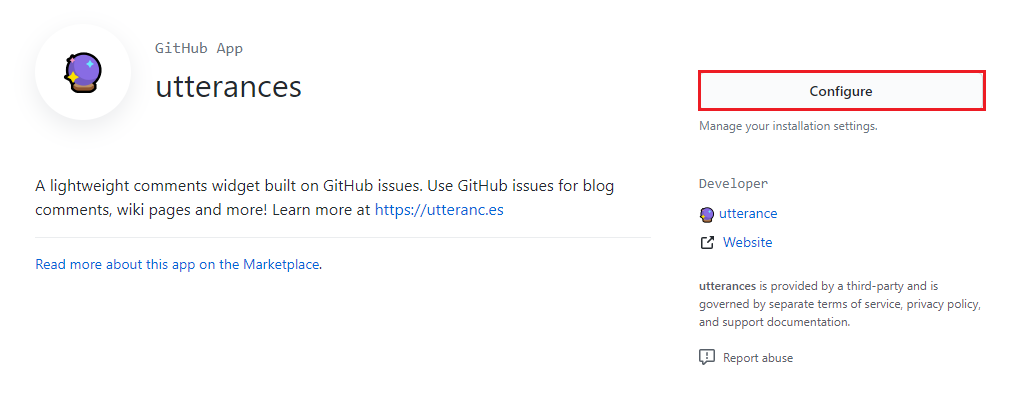 GitHub App
utterances
Configure
Manage your installation settings.
A lightweight comments widget built on GitHub issues. Use GitHub issues for blog
comments, wiki pages and more! Learn more at https://utteranc.es
Read more about this app on the Marketplace.
Developer
utterance
Website
utterances is provided by a third-party and is
governed by separate terms of service, privacy policy,
and support documentation.
Report abuse